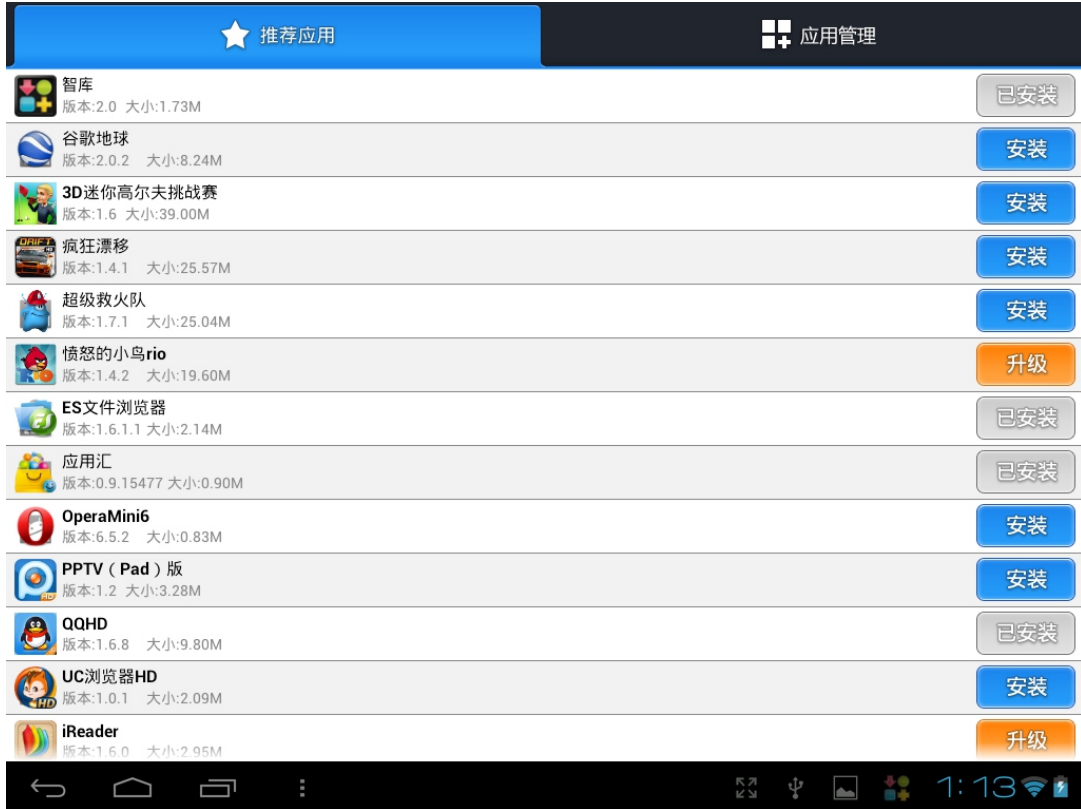 推荐应用
应用管理
智库
版本:2.0 大小:1.73M
已安装
谷歌地球
版本:2.0.2 大小:8.24M
安装
3D迷你高尔夫挑战赛
版本:1.6 大小:39.00M
安装
疯狂漂移
版本:1.4.1 大小:25.57M
安装
超级救火队
版本:1.7.1 大小:25.04M
安装
愤怒的小鸟rio
版本:1.4.2 大小:19.60M
升级
ES文件浏览器
版本:1.6.1.1 大小:2.14M
已安装
应用汇
版本:0.9.15477 大小:0.90M
已安装
OperaMini6
版本:6.5.2 大小:0.83M
安装
PPTV（Pad）版
版本:1.2 大小:3.28M
安装
QQHD
版本:1.6.8 大小:9.80M
已安装
UC浏览器HD
版本:1.0.1 大小:2.09M
安装
iReader
版本:1.6.0 大小:2.95M
升级
1:13